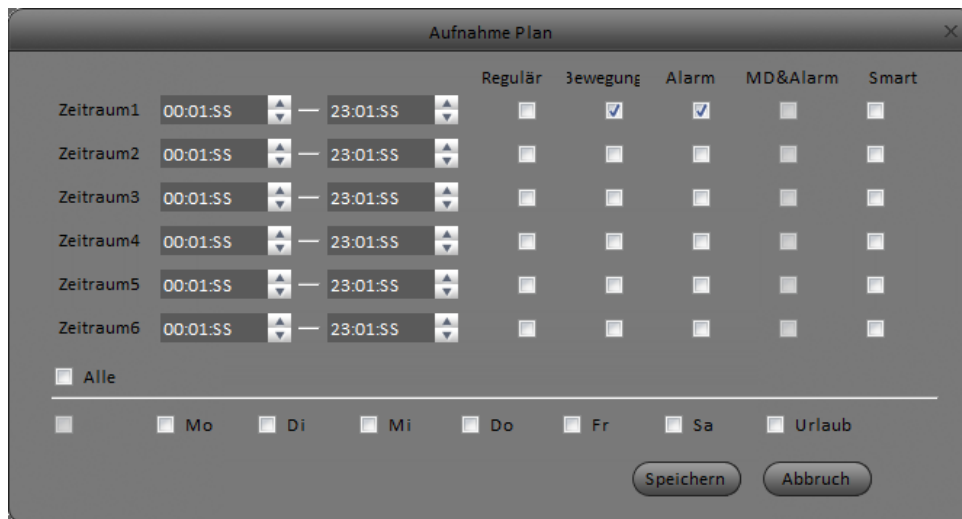 Aufnahme Plan
Regulär Bewegung Alarm MD&Alarm Smart
Zeitraum1 00:01:SS — 23:01:SS
Zeitraum2 00:01:SS — 23:01:SS
Zeitraum3 00:01:SS — 23:01:SS
Zeitraum4 00:01:SS — 23:01:SS
Zeitraum5 00:01:SS — 23:01:SS
Zeitraum6 00:01:SS — 23:01:SS
Alle
Mo Di Mi Do Fr Sa Urlaub
Speichern Abbruch